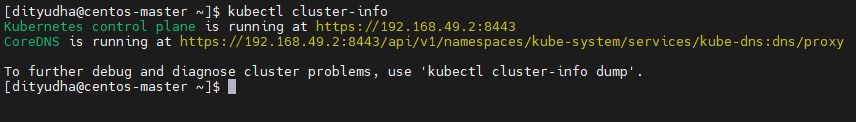 [dityudha@centos-master ~]$ kubectl cluster-info
Kubernetes control plane is running at https://192.168.49.2:8443
CoreDNS is running at https://192.168.49.2:8443/api/v1/namespaces/kube-system/services/kube-dns:dns/proxy

To further debug and diagnose cluster problems, use 'kubectl cluster-info dump'.
[dityudha@centos-master ~]$